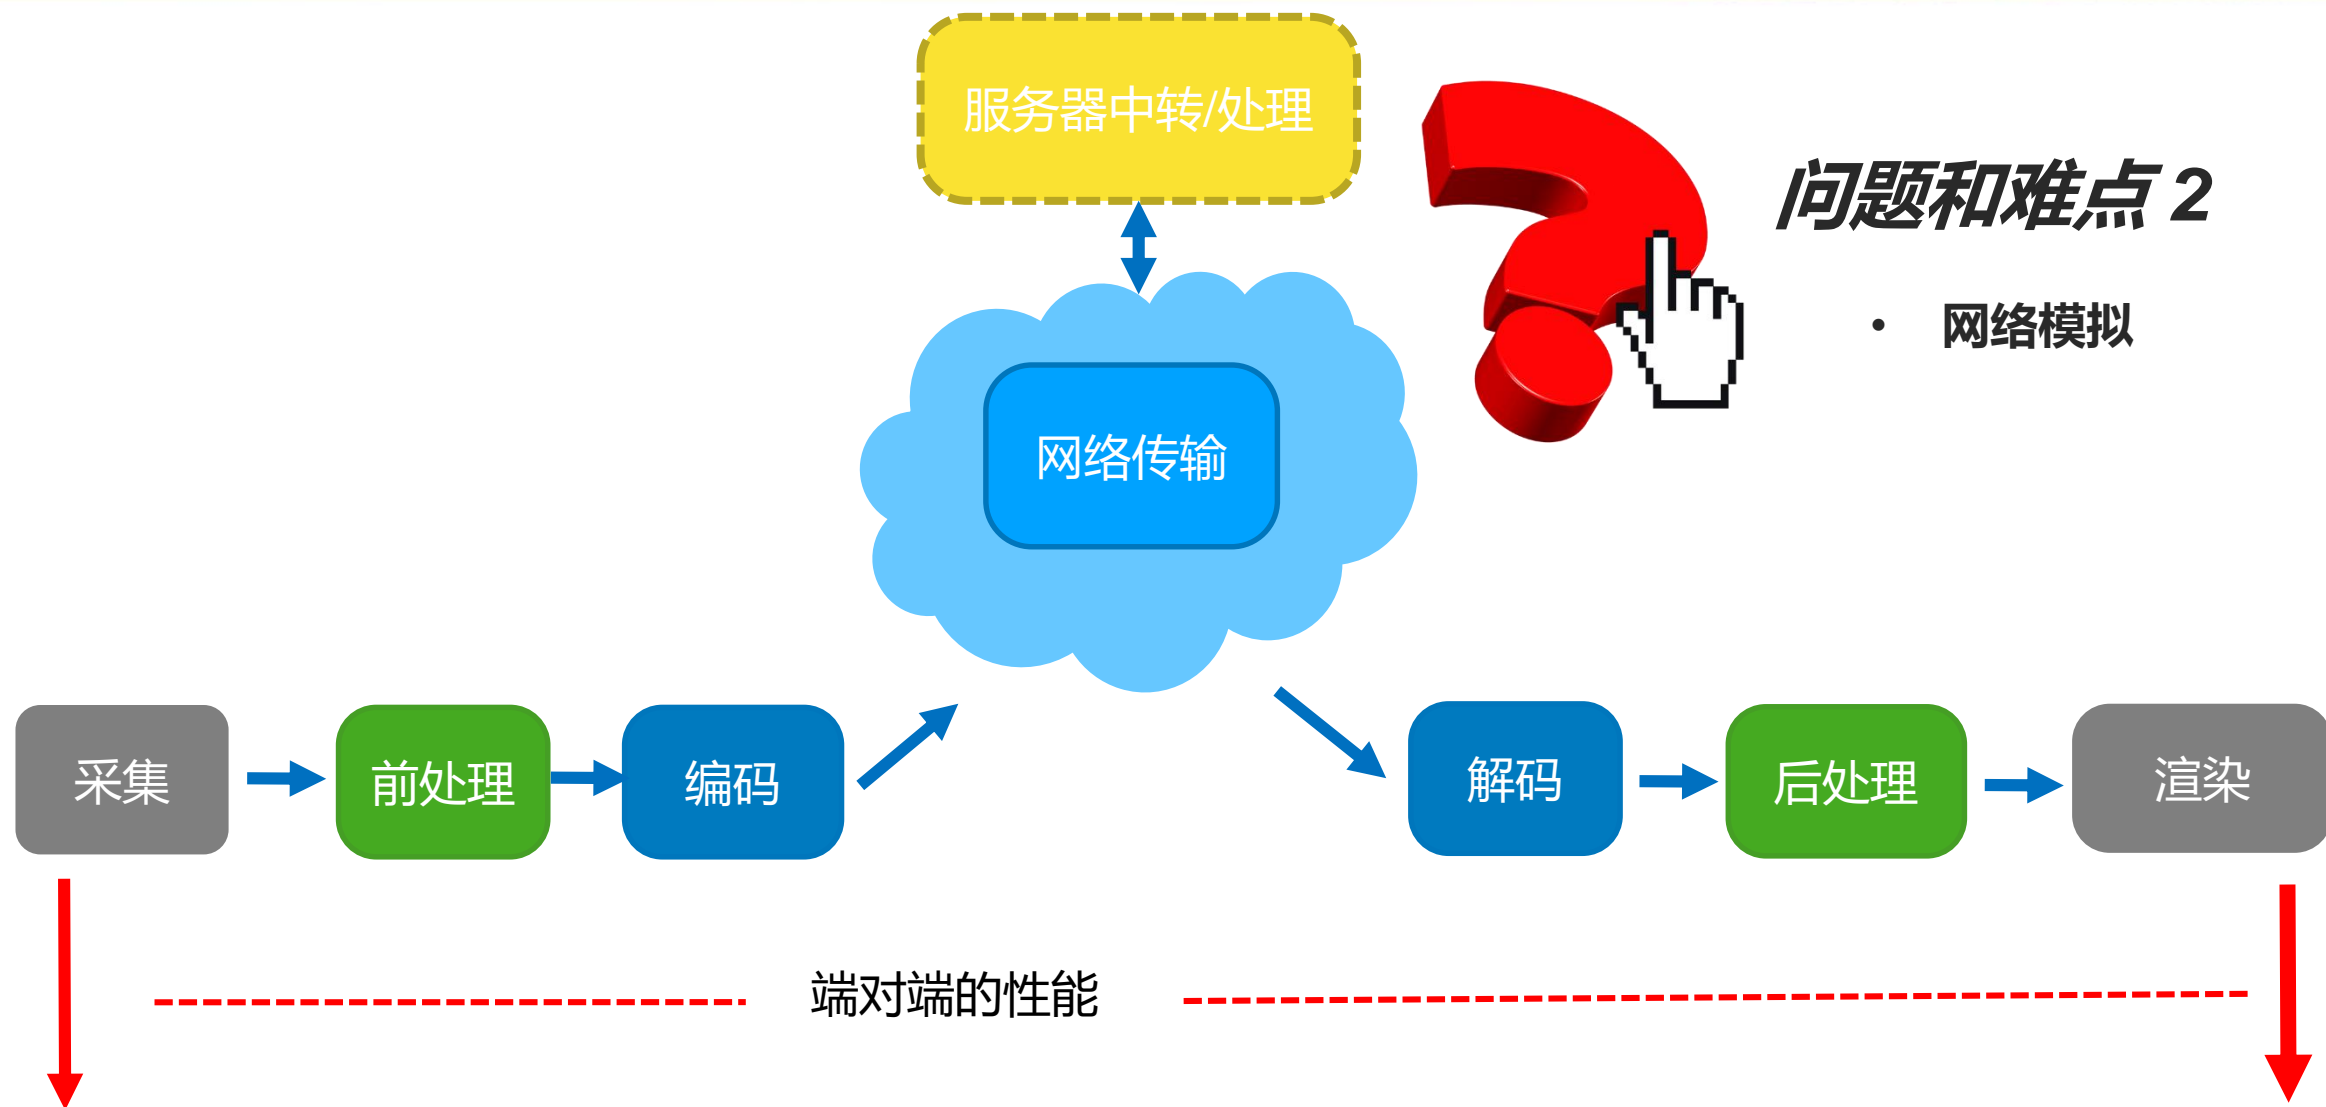 服务器中转/处理
问题和难点 2
• 网络模拟
网络传输
采集
前处理
编码
解码
后处理
渲染
端对端的性能